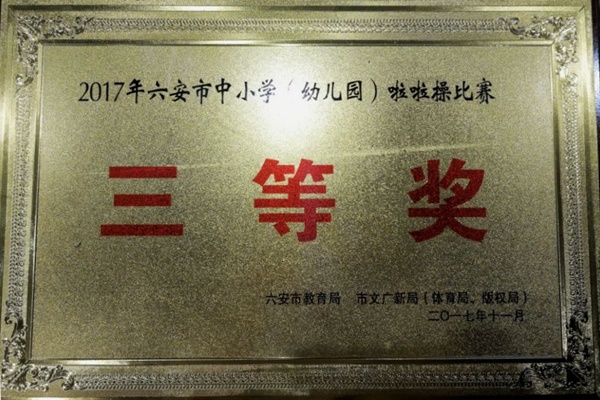 2017年六安市中小学（幼儿园）啦啦操比赛
三等奖
六安市教育局 市文广新局（体育局、版权局）
二〇一七年十一月